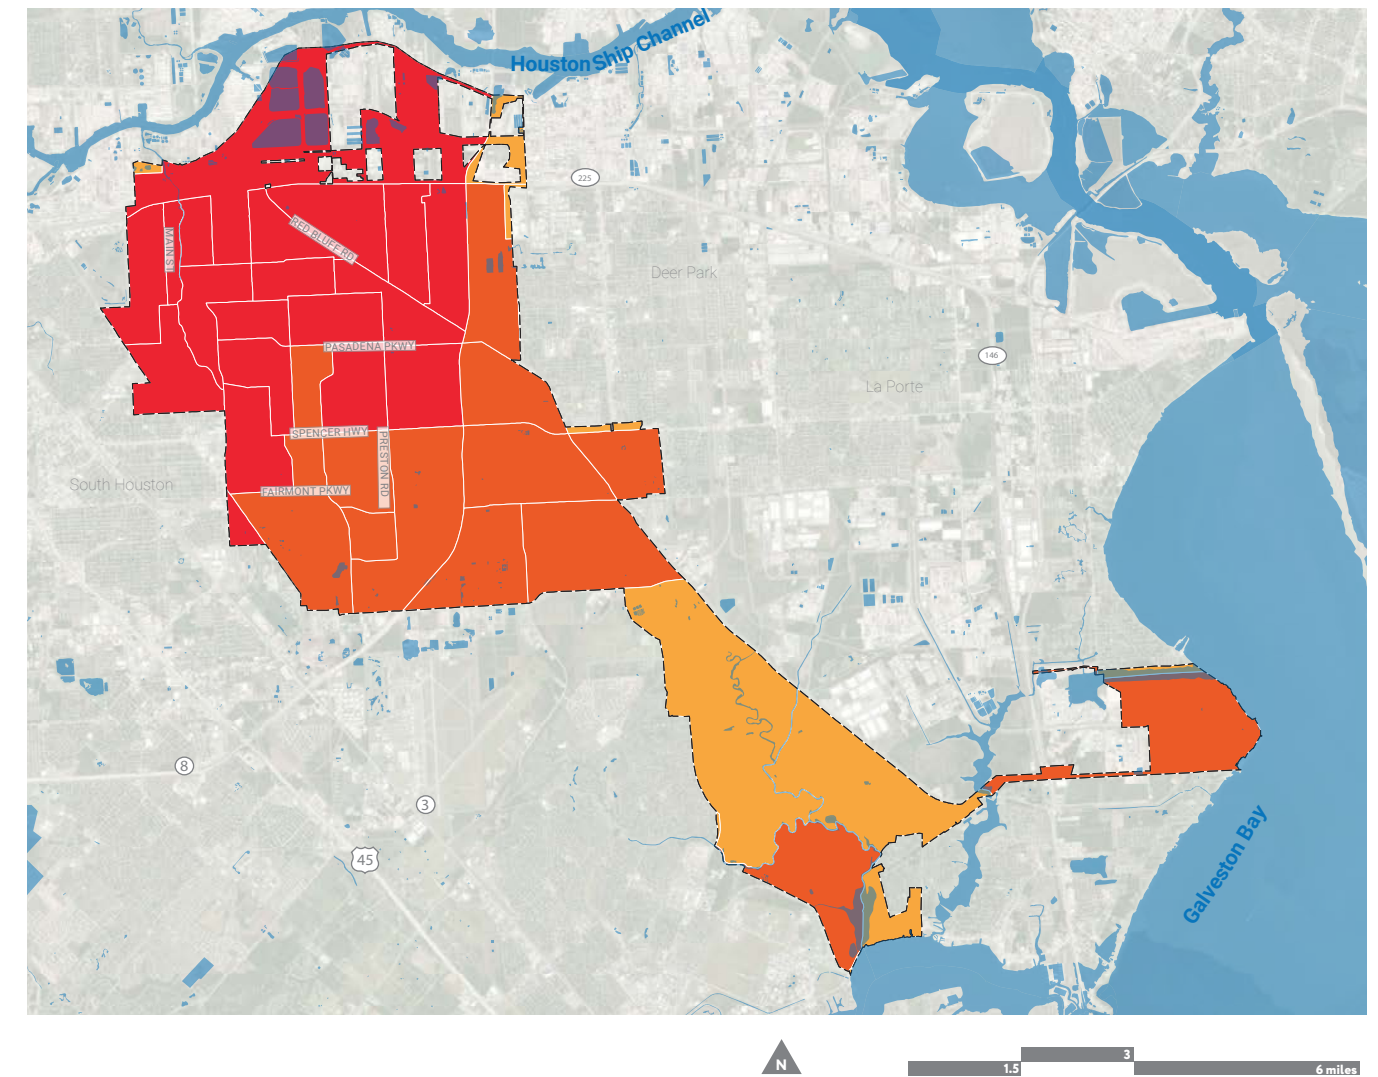 Houston Ship Channel
225
MAIN ST
RED BLUFF RD
Deer Park
PASADENA PKWY
146
La Porte
SPENCER HWY
PRESTON RD
South Houston
FAIRMONT PKWY
8
3
45
Galveston Bay
N
1.5
3
6 miles